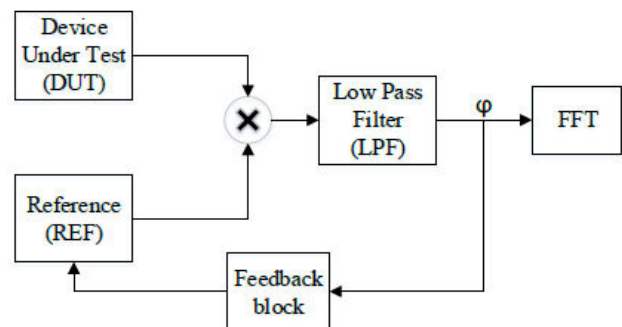 Device
Under Test
(DUT)
Low Pass
Filter
(LPF)
φ
FFT
Reference
(REF)
Feedback
block